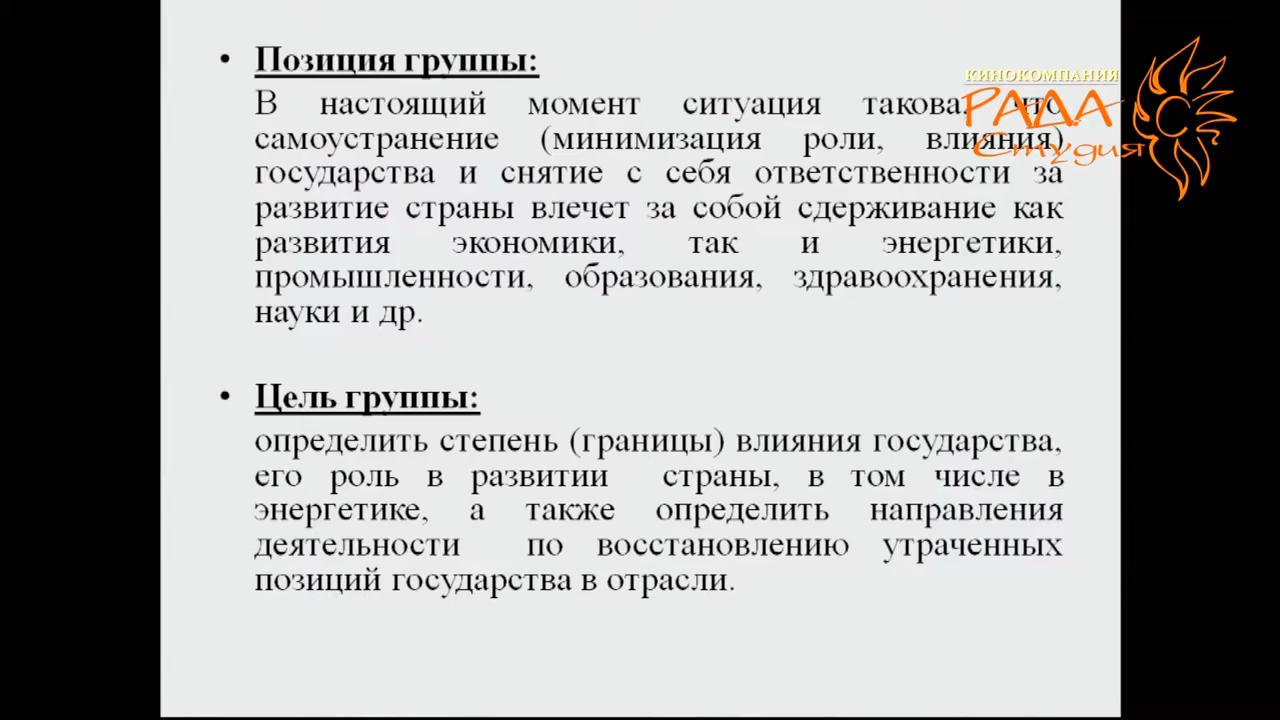 • Позиция группы:
В настоящий момент ситуация такова, что
самоустранение (минимизация роли, влияния)
государства и снятие с себя ответственности за
развитие страны влечет за собой сдерживание как
развития экономики, так и энергетики,
промышленности, образования, здравоохранения,
науки и др.
• Цель группы:
определить степень (границы) влияния государства,
его роль в развитии страны, в том числе в
энергетике, а также определить направления
деятельности по восстановлению утраченных
позиций государства в отрасли.
КИНОКОМПАНИЯ
РАДА
Студия